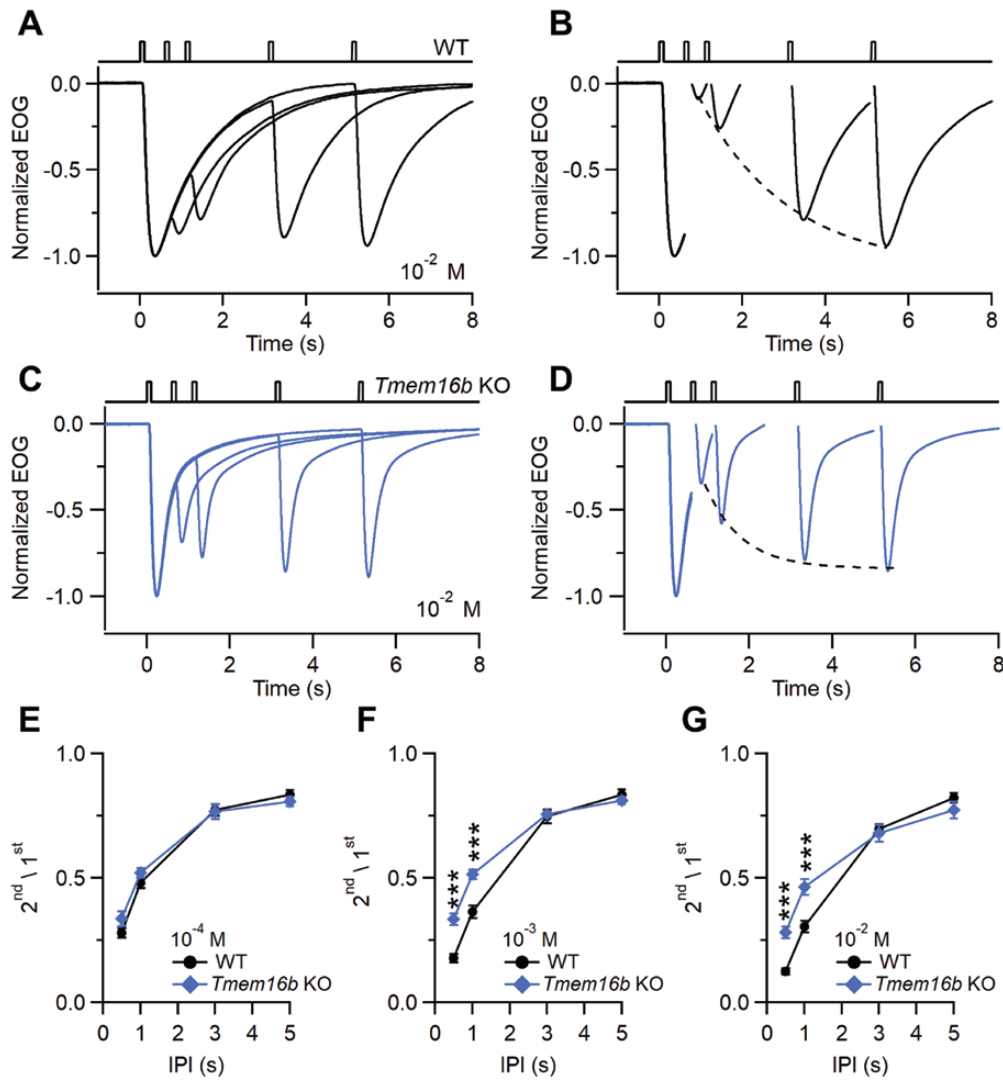 A
WT
Normalized EOG
0.0
-0.5
-1.0
10⁻² M
0 2 4 6 8
Time (s)
B
Normalized EOG
0.0
-0.5
-1.0
0 2 4 6 8
Time (s)
C
Tmem16b KO
Normalized EOG
0.0
-0.5
-1.0
10⁻² M
0 2 4 6 8
Time (s)
D
Normalized EOG
0.0
-0.5
-1.0
0 2 4 6 8
Time (s)
E
2ⁿᵈ \ 1ˢᵗ
1.0
0.5
0.0
10⁻⁴ M
WT
Tmem16b KO
0 1 3 5
IPI (s)
F
2ⁿᵈ \ 1ˢᵗ
1.0
0.5
0.0
***
***
10⁻³ M
WT
Tmem16b KO
0 1 3 5
IPI (s)
G
2ⁿᵈ \ 1ˢᵗ
1.0
0.5
0.0
***
***
10⁻² M
WT
Tmem16b KO
0 1 3 5
IPI (s)